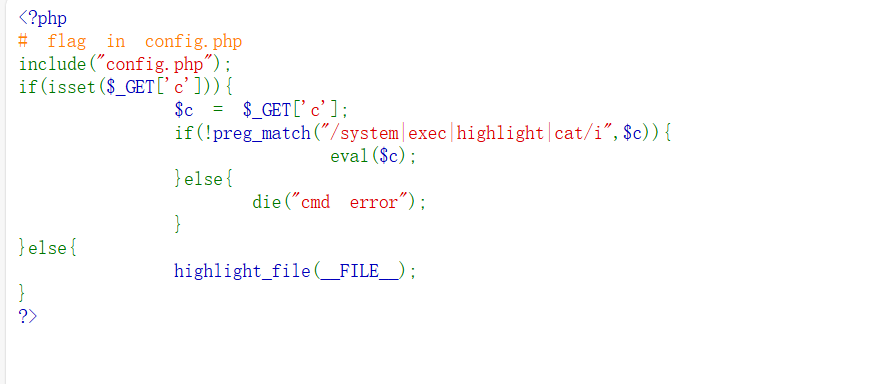 <?php
# flag in config.php
include("config.php");
if(isset($_GET['c'])){
$c = $_GET['c'];
if(!preg_match("/system|exec|highlight|cat/i",$c)){
eval($c);
}else{
die("cmd error");
}
}else{
highlight_file(__FILE__);
}
?>